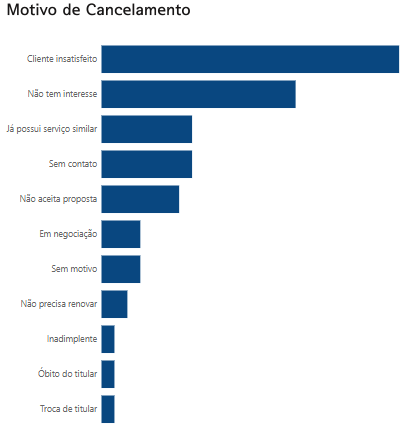 Motivo de Cancelamento
Cliente insatisfeito
Não tem interesse
Já possui serviço similar
Sem contato
Não aceita proposta
Em negociação
Sem motivo
Não precisa renovar
Inadimplente
Óbito do titular
Troca de titular